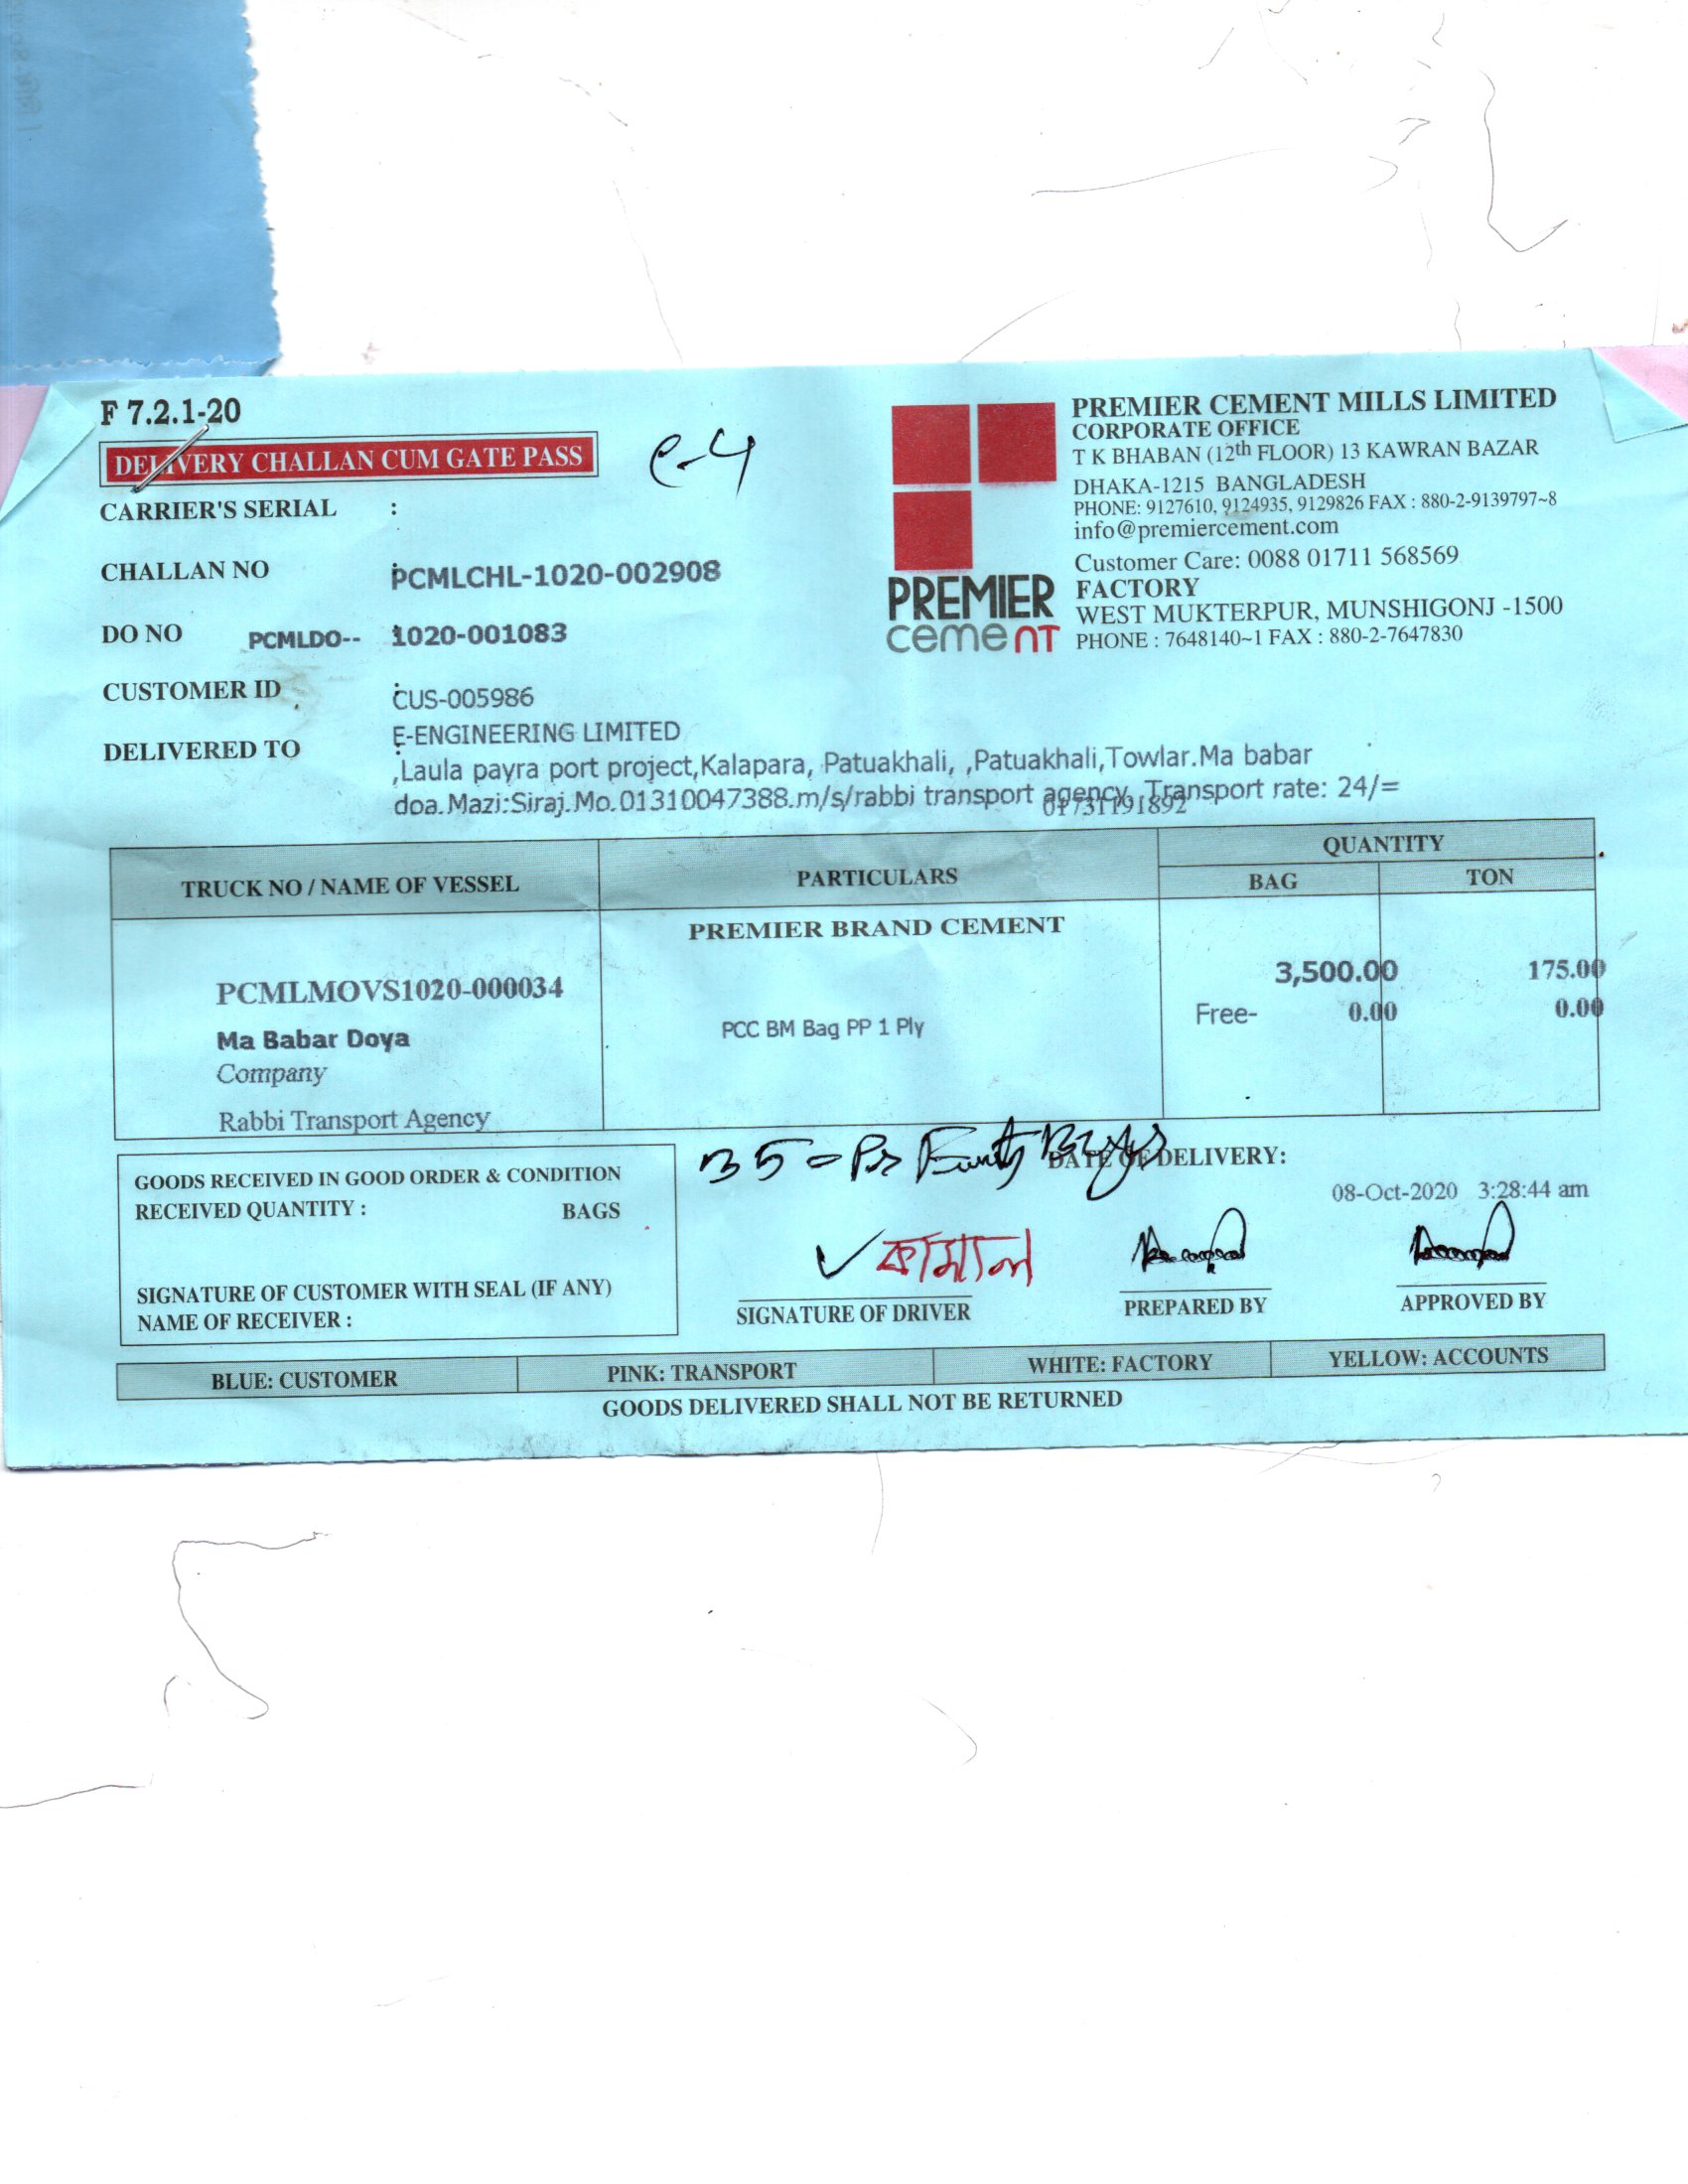 F 7.2.1-20
DELIVERY CHALLAN CUM GATE PASS
e-4
CARRIER'S SERIAL :
CHALLAN NO : PCMLCHL-1020-002908
DO NO PCMLDO-- : 1020-001083
CUSTOMER ID : CUS-005986
DELIVERED TO : E-ENGINEERING LIMITED
,Laula payra port project,Kalapara, Patuakhali, ,Patuakhali,Towlar.Ma babar
doa.Mazi:Siraj.Mo.01310047388.m/s/rabbi transport agency, Transport rate: 24/=
01731191892
PREMIER
cement
PREMIER CEMENT MILLS LIMITED
CORPORATE OFFICE
T K BHABAN (12th FLOOR) 13 KAWRAN BAZAR
DHAKA-1215 BANGLADESH
PHONE: 9127610, 9124935, 9129826 FAX : 880-2-9139797~8
info@premiercement.com
Customer Care: 0088 01711 568569
FACTORY
WEST MUKTERPUR, MUNSHIGONJ -1500
PHONE : 7648140~1 FAX : 880-2-7647830
TRUCK NO / NAME OF VESSEL PARTICULARS QUANTITY
BAG TON
PREMIER BRAND CEMENT
PCMLMOVS1020-000034 3,500.00 175.00
Ma Babar Doya PCC BM Bag PP 1 Ply Free- 0.00 0.00
Company
Rabbi Transport Agency
35 = Ps Empty Bags
DATE OF DELIVERY:
08-Oct-2020 3:28:44 am
GOODS RECEIVED IN GOOD ORDER & CONDITION
RECEIVED QUANTITY : BAGS
SIGNATURE OF CUSTOMER WITH SEAL (IF ANY)
NAME OF RECEIVER :
কামাল
SIGNATURE OF DRIVER PREPARED BY APPROVED BY
BLUE: CUSTOMER PINK: TRANSPORT WHITE: FACTORY YELLOW: ACCOUNTS
GOODS DELIVERED SHALL NOT BE RETURNED